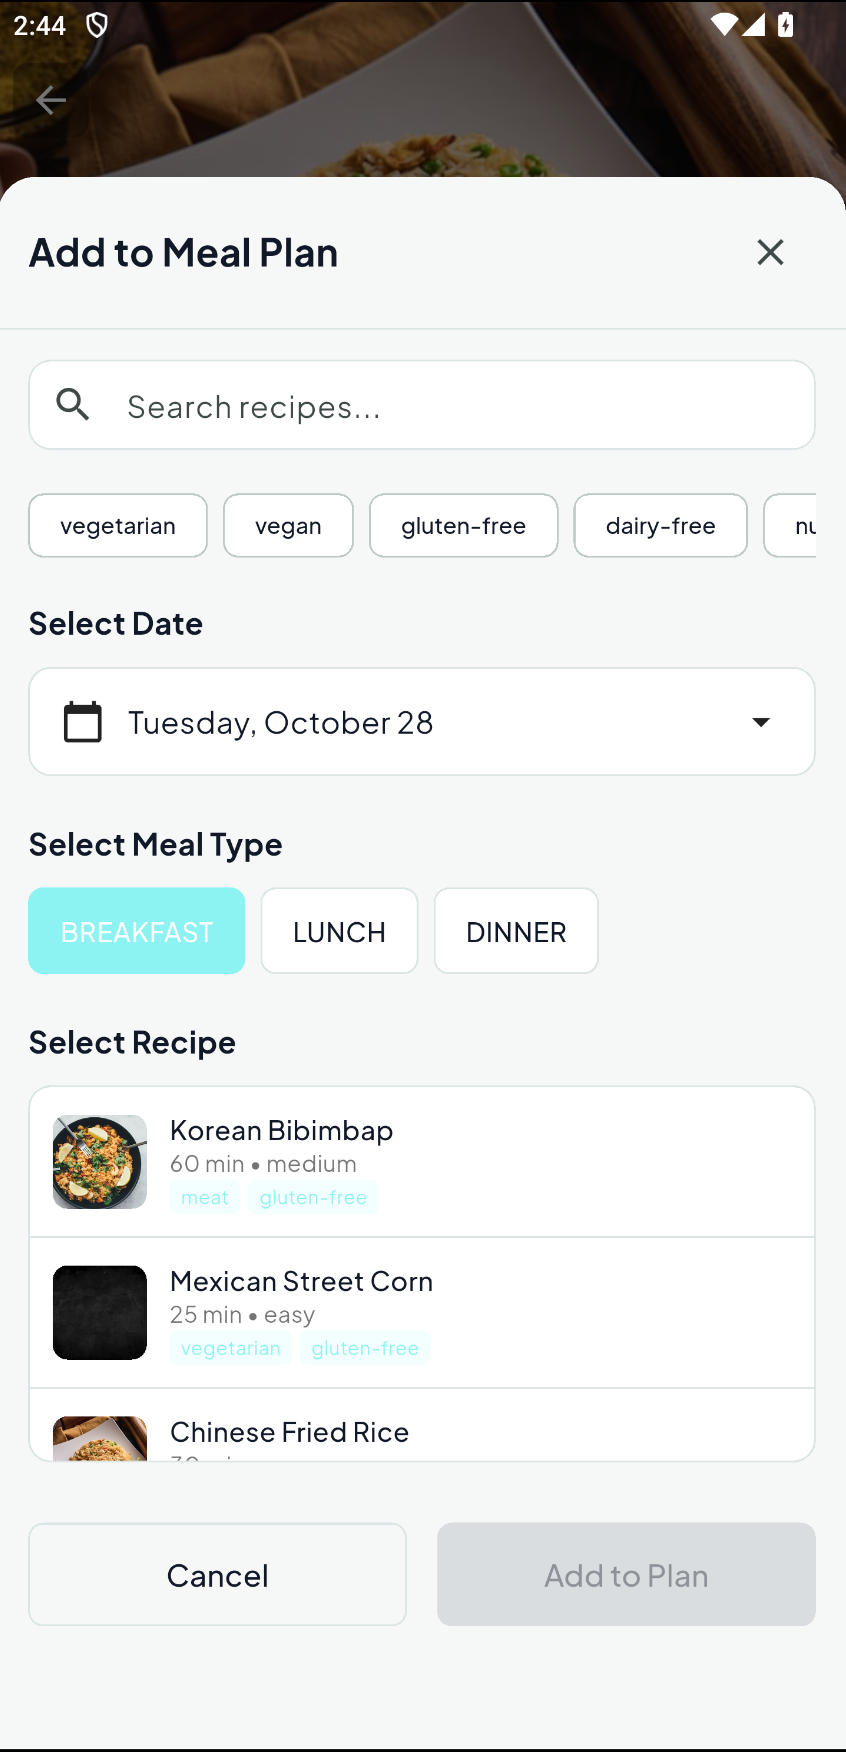 2:44
Add to Meal Plan
Search recipes...
vegetarian vegan gluten-free dairy-free nu
Select Date
Tuesday, October 28
Select Meal Type
BREAKFAST LUNCH DINNER
Select Recipe
Korean Bibimbap
60 min • medium
meat gluten-free
Mexican Street Corn
25 min • easy
vegetarian gluten-free
Chinese Fried Rice
Cancel Add to Plan